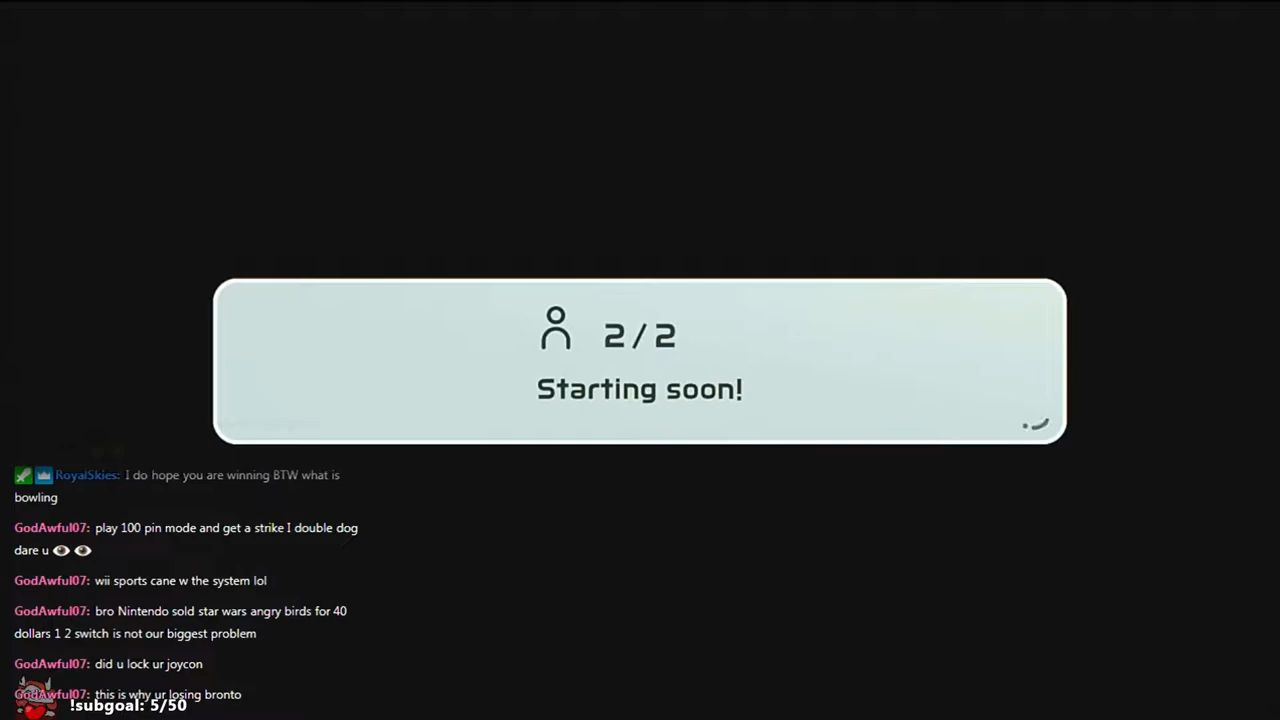 2/2
Starting soon!
RoyalSkies: I do hope you are winning BTW what is
bowling
GodAwful07: play 100 pin mode and get a strike I double dog
dare u 👁️ 👁️
GodAwful07: wii sports cane w the system lol
GodAwful07: bro Nintendo sold star wars angry birds for 40
dollars 1 2 switch is not our biggest problem
GodAwful07: did u lock ur joycon
GodAwful07: this is why ur losing bronto
!subgoal: 5/50